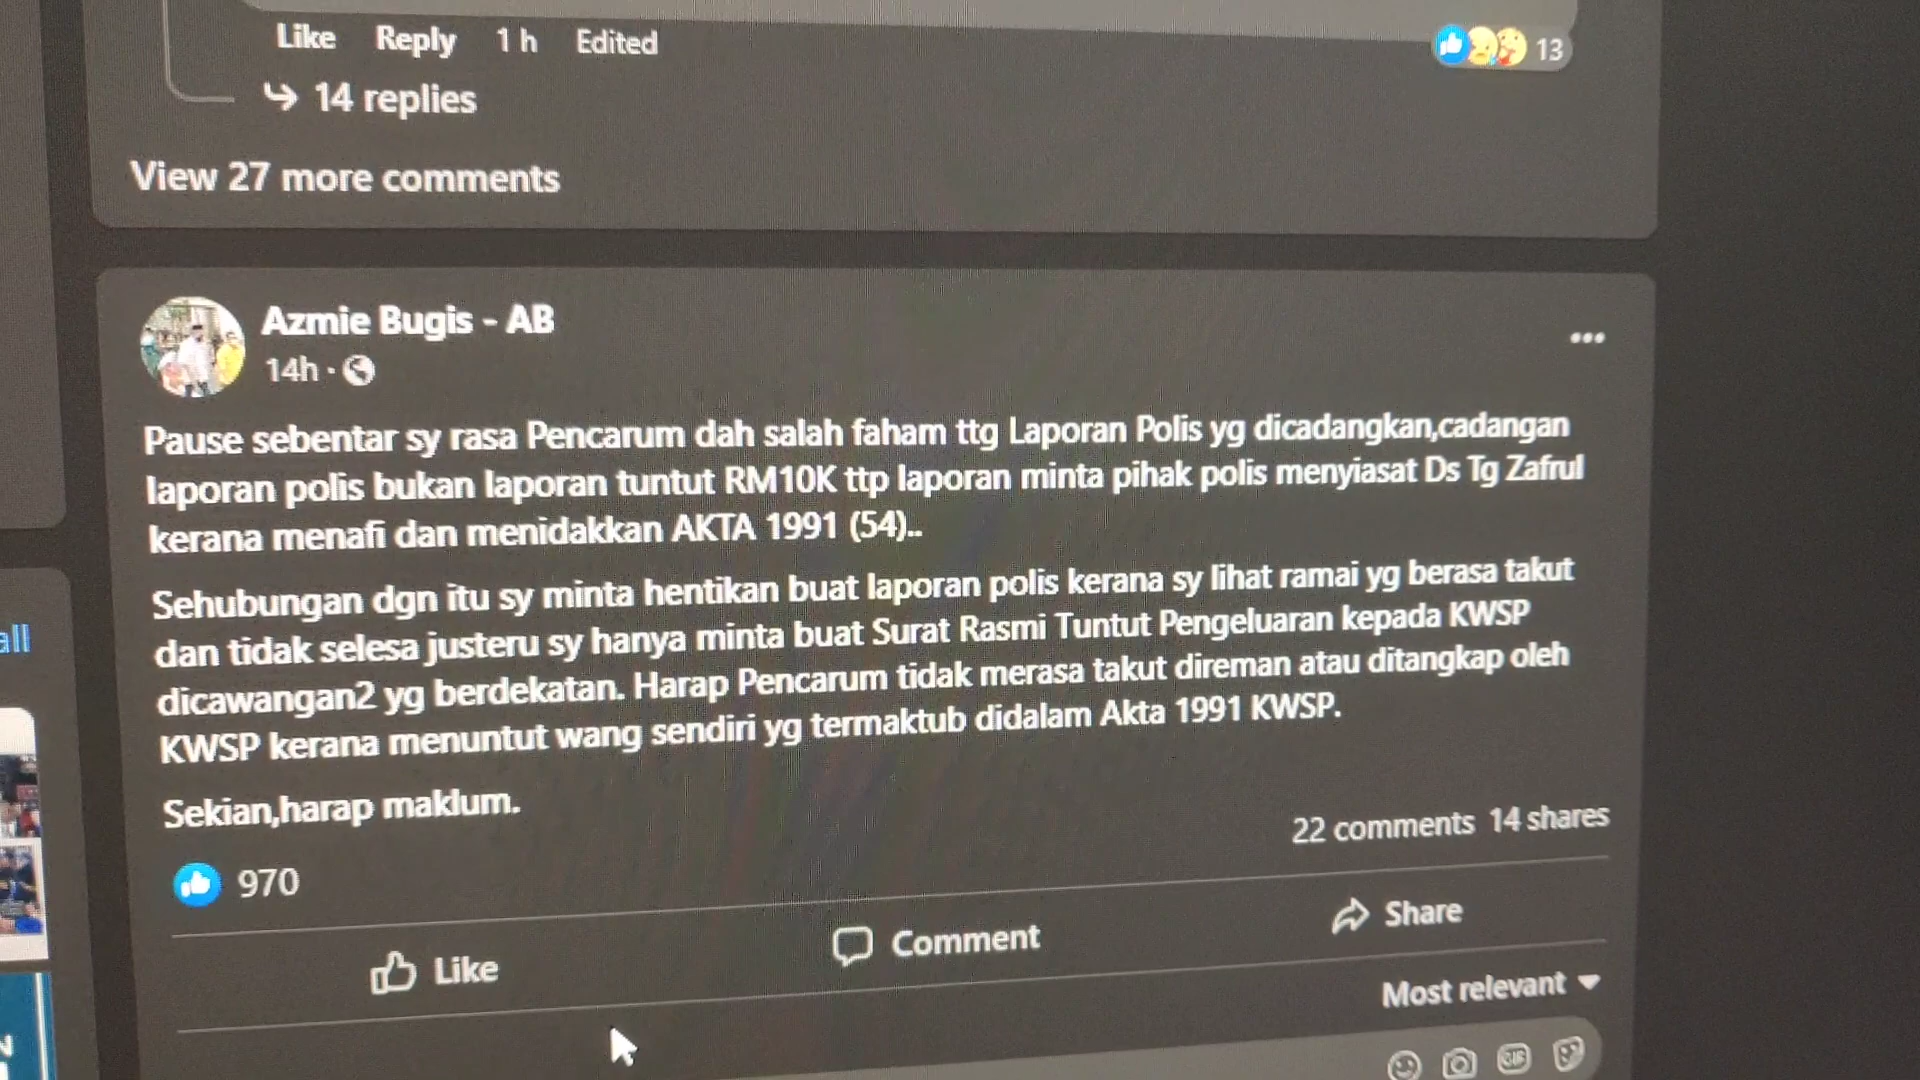 Like Reply 1 h Edited 13
14 replies
View 27 more comments
Azmie Bugis - AB
14h ·
Pause sebentar sy rasa Pencarum dah salah faham ttg Laporan Polis yg dicadangkan,cadangan
laporan polis bukan laporan tuntut RM10K ttp laporan minta pihak polis menyiasat Ds Tg Zafrul
kerana menafi dan menidakkan AKTA 1991 (54)..
Sehubungan dgn itu sy minta hentikan buat laporan polis kerana sy lihat ramai yg berasa takut
dan tidak selesa justeru sy hanya minta buat Surat Rasmi Tuntut Pengeluaran kepada KWSP
dicawangan2 yg berdekatan. Harap Pencarum tidak merasa takut direman atau ditangkap oleh
KWSP kerana menuntut wang sendiri yg termaktub didalam Akta 1991 KWSP.
Sekian,harap maklum.
22 comments 14 shares
970
Like Comment Share
Most relevant
GIF
all
N